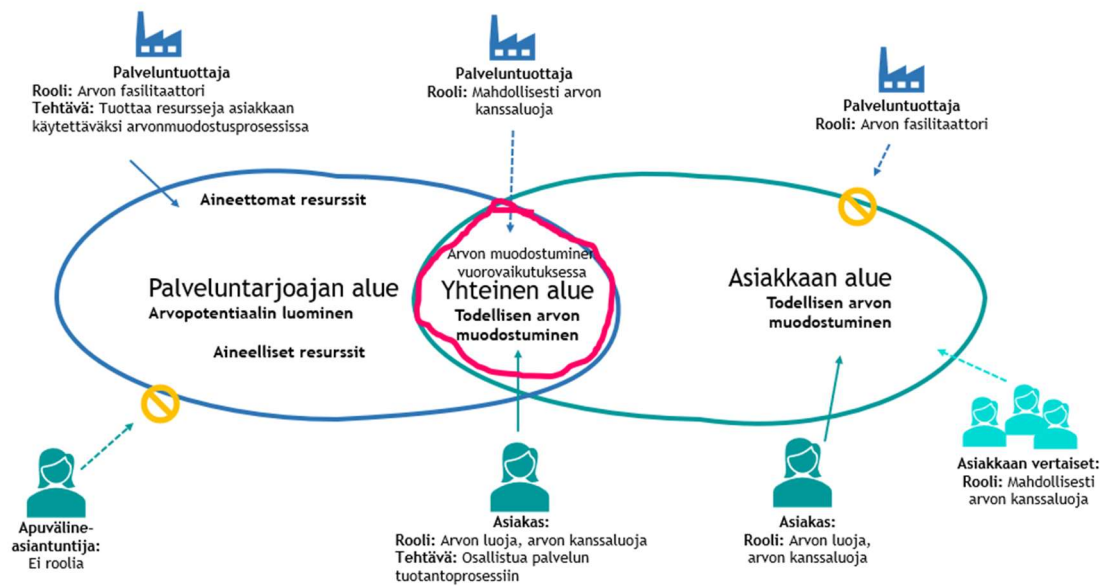 Palveluntuottaja
Rooli: Arvon fasilitaattori
Tehtävä: Tuottaa resursseja asiakkaan
käytettäväksi arvonmuodostusprosessissa
Palveluntuottaja
Rooli: Mahdollisesti arvon
kanssaluoja
Palveluntuottaja
Rooli: Arvon fasilitaattori
Aineettomat resurssit
Palveluntarjoajan alue
Arvopotentiaalin luominen
Aineelliset resurssit
Arvon muodostuminen
vuorovaikutuksessa
Yhteinen alue
Todellisen arvon
muodostuminen
Asiakkaan alue
Todellisen arvon
muodostuminen
Apuväline-
asiantuntija:
Ei roolia
Asiakas:
Rooli: Arvon luoja, arvon kanssaluoja
Tehtävä: Osallistua palvelun
tuotantoprosessiin
Asiakas:
Rooli: Arvon luoja,
arvon kanssaluoja
Asiakkaan vertaiset:
Rooli: Mahdollisesti
arvon kanssaluoja